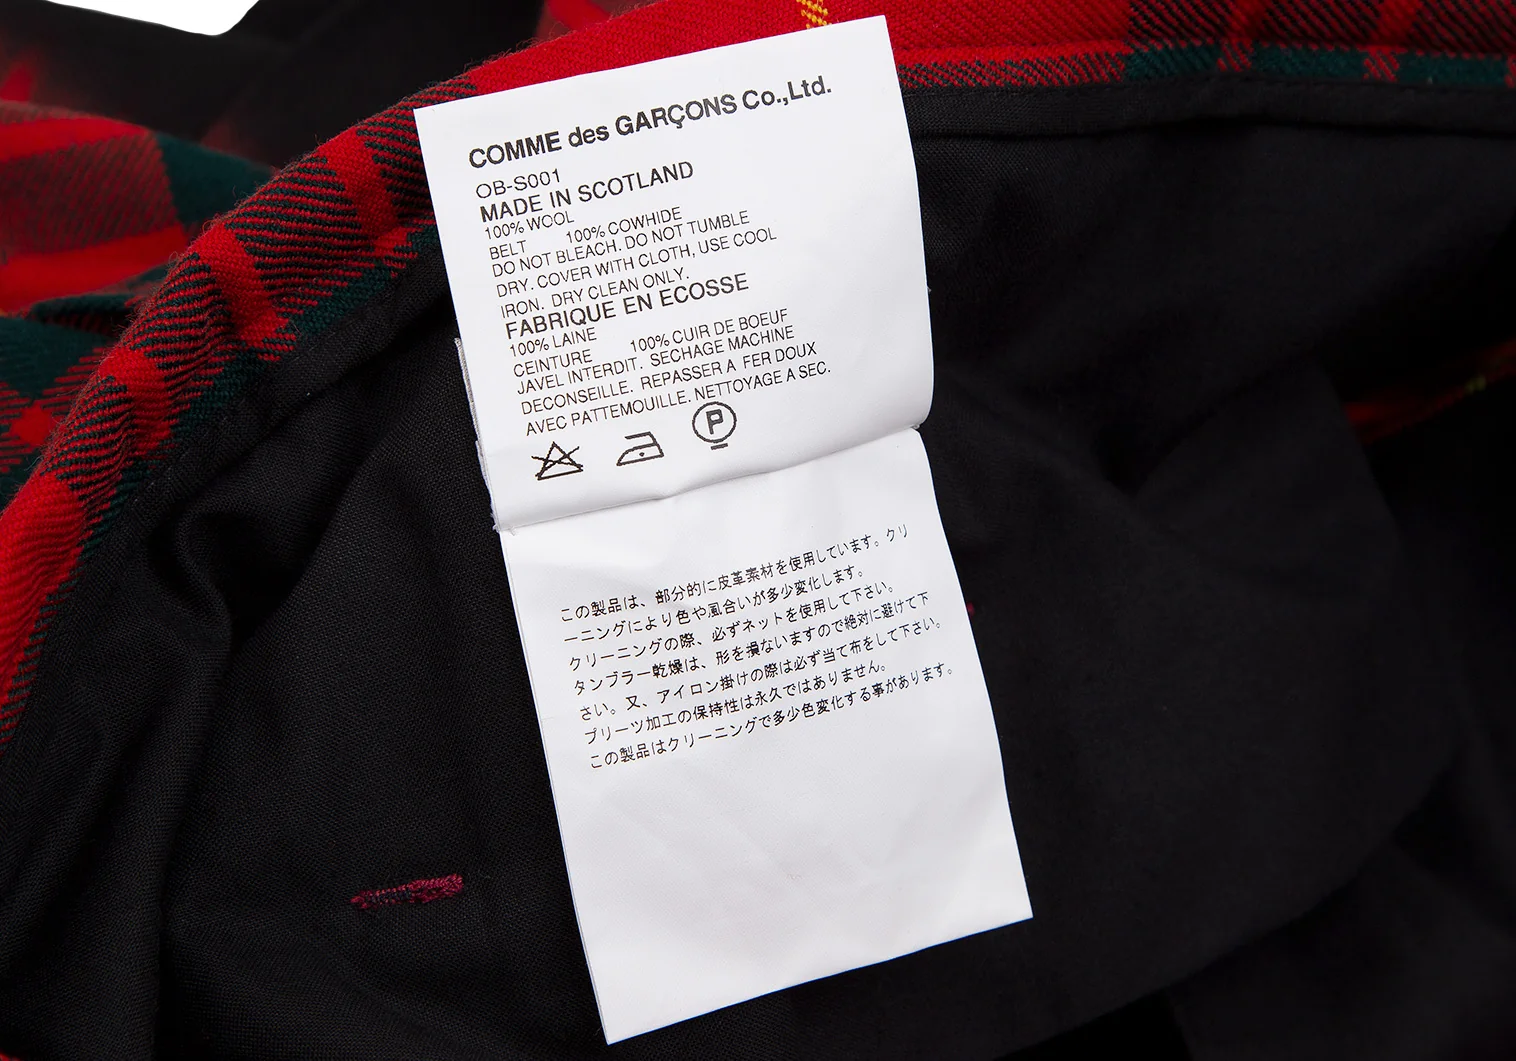 COMME des GARÇONS Co.,Ltd.
OB-S001
MADE IN SCOTLAND
100% WOOL
BELT 100% COWHIDE
DO NOT BLEACH. DO NOT TUMBLE
DRY. COVER WITH CLOTH, USE COOL
IRON. DRY CLEAN ONLY.
FABRIQUE EN ECOSSE
100% LAINE
CEINTURE 100% CUIR DE BOEUF
JAVEL INTERDIT. SECHAGE MACHINE
DECONSEILLE. REPASSER A FER DOUX
AVEC PATTEMOUILLE. NETTOYAGE A SEC.
P
この製品は、部分的に皮革素材を使用しています。クリ
ーニングにより色や風合いが多少変化します。
クリーニングの際、必ずネットを使用して下さい。
タンブラー乾燥は、形を損ないますので絶対に避けて下
さい。又、アイロン掛けの際は必ず当て布をして下さい。
プリーツ加工の保持性は永久ではありません。
この製品はクリーニングで多少色変化する事があります。